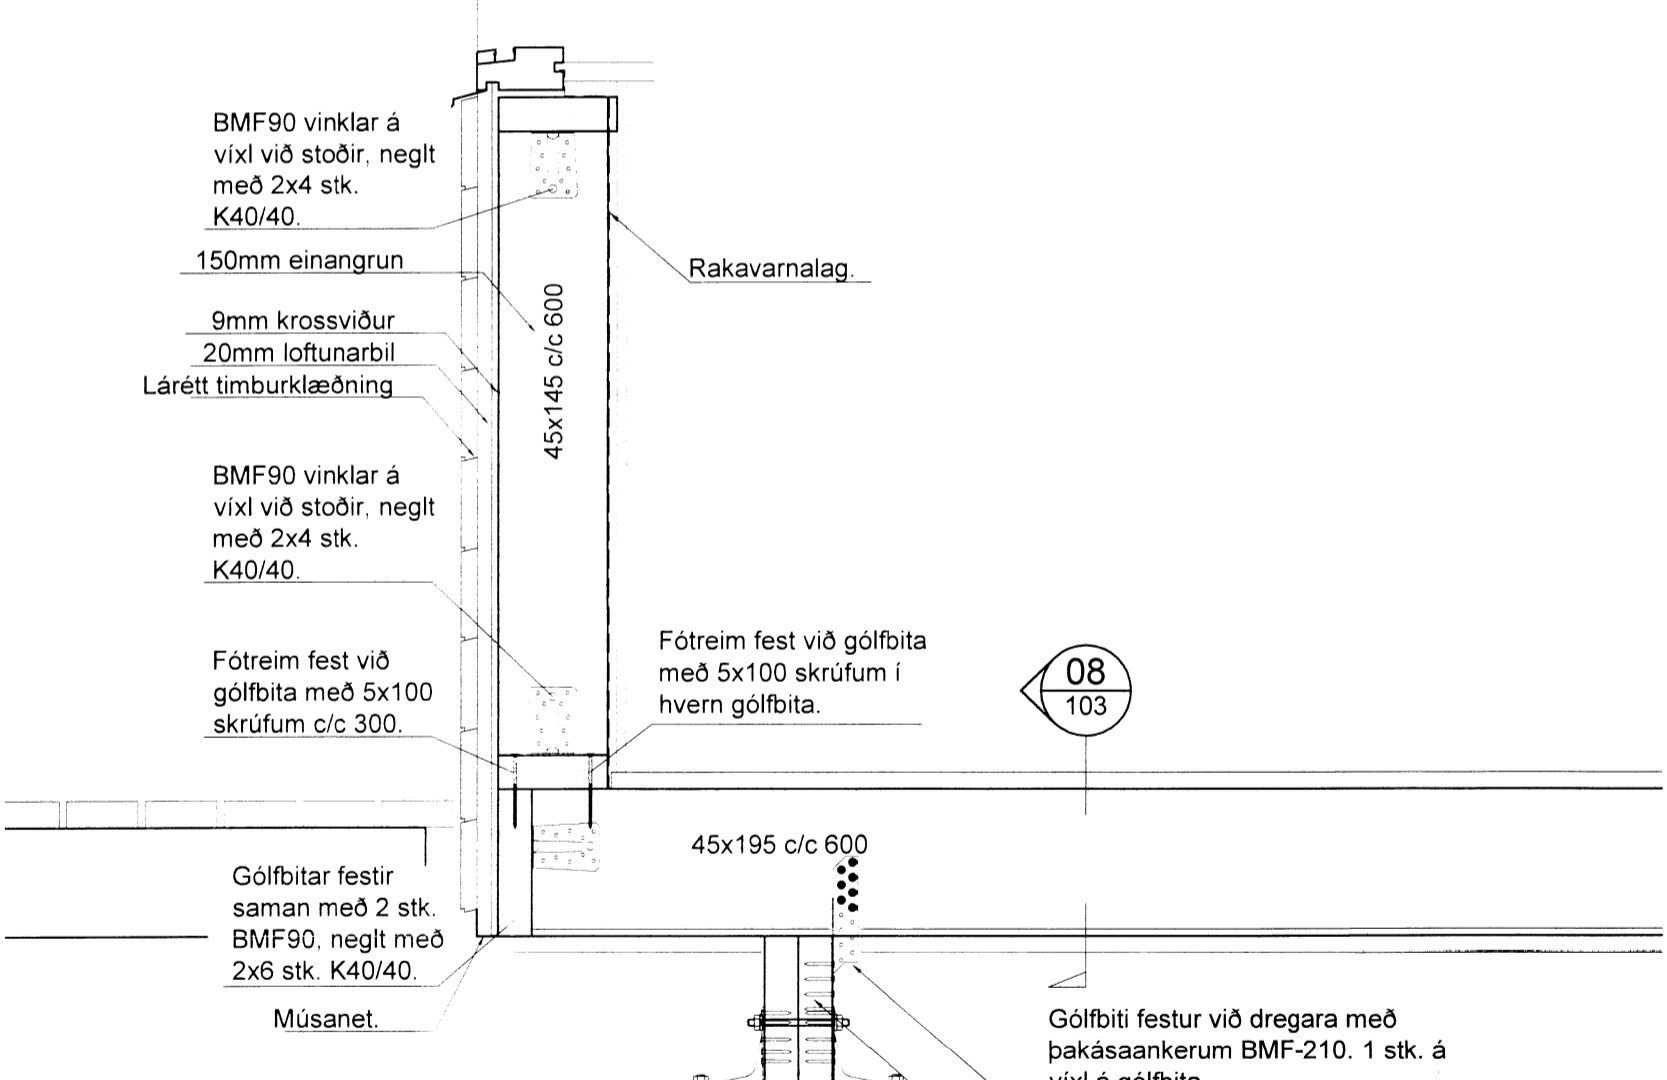 BMF90 vinklar á
víxl við stoðir, neglt
með 2x4 stk.
K40/40.
150mm einangrun
9mm krossviður
20mm loftunarbil
Lárétt timburklæðning
45x145 c/c 600
Rakavarnalag.
BMF90 vinklar á
víxl við stoðir, neglt
með 2x4 stk.
K40/40.
Fótreim fest við
gólfbita með 5x100
skrúfum c/c 300.
Fótreim fest við gólfbita
með 5x100 skrúfum í
hvern gólfbita.
08
103
45x195 c/c 600
Gólfbitar festir
saman með 2 stk.
BMF90, neglt með
2x6 stk. K40/40.
Músanet.
Gólfbiti festur við dregara með
þakásaankerum BMF-210. 1 stk. á
víxl á gólfbita